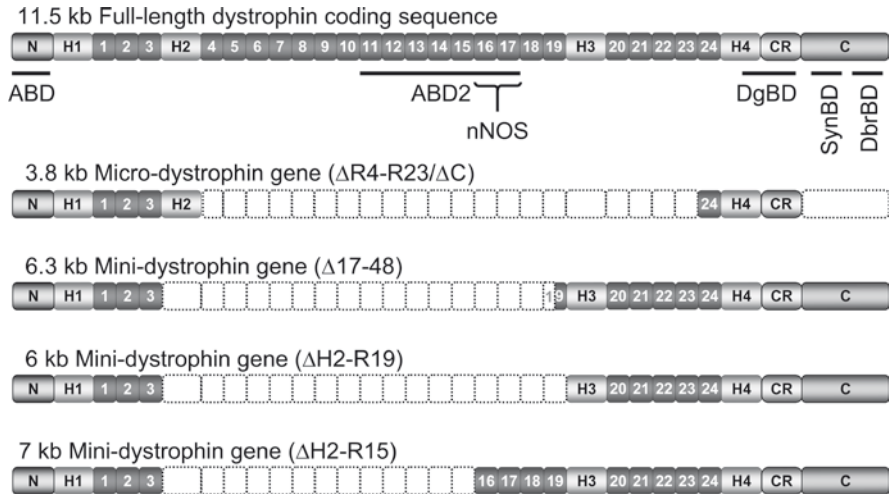 11.5 kb Full-length dystrophin coding sequence
N H1 1 2 3 H2 4 5 6 7 8 9 10 11 12 13 14 15 16 17 18 19 H3 20 21 22 23 24 H4 CR C
ABD ABD2 DgBD SynBD DbrBD
nNOS
3.8 kb Micro-dystrophin gene (ΔR4-R23/ΔC)
N H1 1 2 3 H2 24 H4 CR
6.3 kb Mini-dystrophin gene (Δ17-48)
N H1 1 2 3 19 H3 20 21 22 23 24 H4 CR C
6 kb Mini-dystrophin gene (ΔH2-R19)
N H1 1 2 3 H3 20 21 22 23 24 H4 CR C
7 kb Mini-dystrophin gene (ΔH2-R15)
N H1 1 2 3 16 17 18 19 H3 20 21 22 23 24 H4 CR C